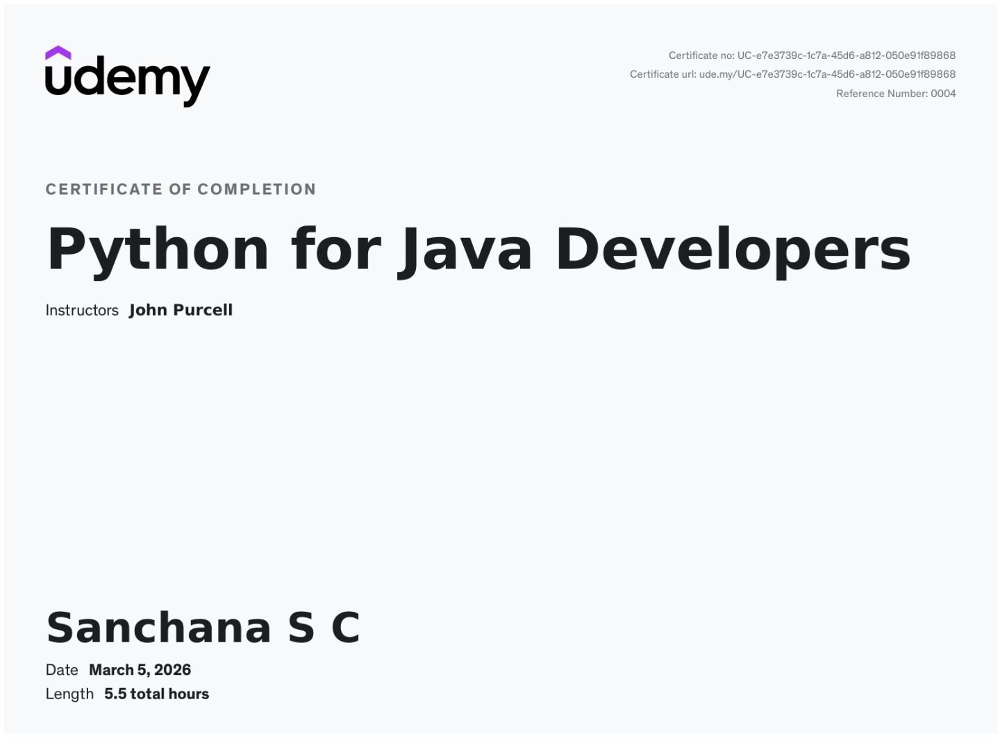 udemy
Certificate no: UC-e7e3739c-1c7a-45d6-a812-050e91f89868
Certificate url: ude.my/UC-e7e3739c-1c7a-45d6-a812-050e91f89868
Reference Number: 0004
CERTIFICATE OF COMPLETION
Python for Java Developers
Instructors John Purcell
Sanchana S C
Date March 5, 2026
Length 5.5 total hours